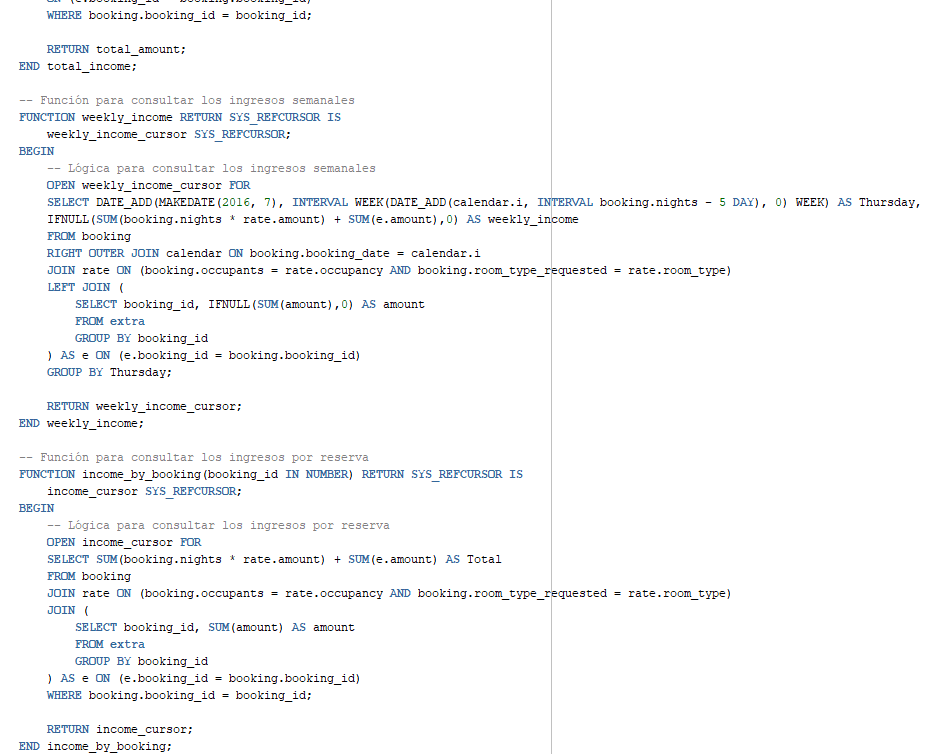 ON (e.booking_id = booking.booking_id)
WHERE booking.booking_id = booking_id;
RETURN total_amount;
END total_income;
-- Función para consultar los ingresos semanales
FUNCTION weekly_income RETURN SYS_REFCURSOR IS
weekly_income_cursor SYS_REFCURSOR;
BEGIN
-- Lógica para consultar los ingresos semanales
OPEN weekly_income_cursor FOR
SELECT DATE_ADD(MAKEDATE(2016, 7), INTERVAL WEEK(DATE_ADD(calendar.i, INTERVAL booking.nights - 5 DAY), 0) WEEK) AS Thursday,
IFNULL(SUM(booking.nights * rate.amount) + SUM(e.amount),0) AS weekly_income
FROM booking
RIGHT OUTER JOIN calendar ON booking.booking_date = calendar.i
JOIN rate ON (booking.occupants = rate.occupancy AND booking.room_type_requested = rate.room_type)
LEFT JOIN (
SELECT booking_id, IFNULL(SUM(amount),0) AS amount
FROM extra
GROUP BY booking_id
) AS e ON (e.booking_id = booking.booking_id)
GROUP BY Thursday;
RETURN weekly_income_cursor;
END weekly_income;
-- Función para consultar los ingresos por reserva
FUNCTION income_by_booking(booking_id IN NUMBER) RETURN SYS_REFCURSOR IS
income_cursor SYS_REFCURSOR;
BEGIN
-- Lógica para consultar los ingresos por reserva
OPEN income_cursor FOR
SELECT SUM(booking.nights * rate.amount) + SUM(e.amount) AS Total
FROM booking
JOIN rate ON (booking.occupants = rate.occupancy AND booking.room_type_requested = rate.room_type)
JOIN (
SELECT booking_id, SUM(amount) AS amount
FROM extra
GROUP BY booking_id
) AS e ON (e.booking_id = booking.booking_id)
WHERE booking.booking_id = booking_id;
RETURN income_cursor;
END income_by_booking;